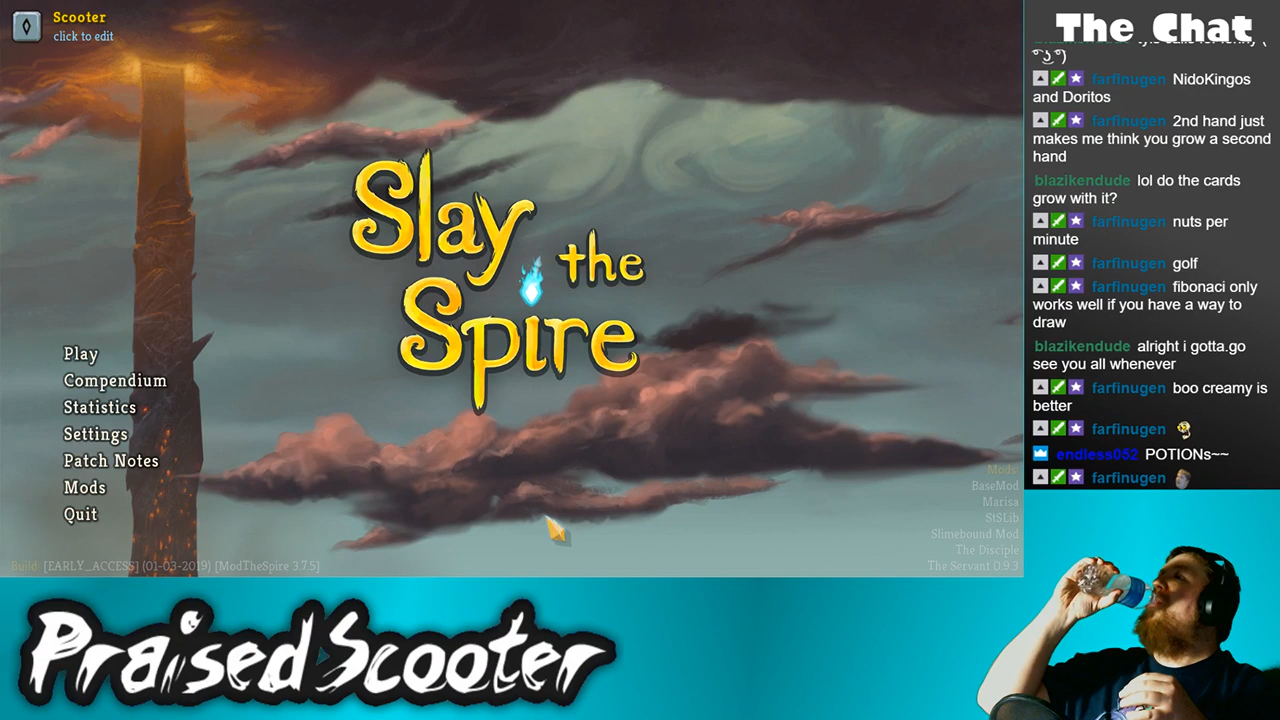 Scooter
click to edit
Slay
the
Spire
Play
Compendium
Statistics
Settings
Patch Notes
Mods
Quit
Mods:
BaseMod
Marisa
StSLib
Slimebound Mod
The Disciple
The Servant 0.9.3
Build: [EARLY_ACCESS] (01-03-2019) [ModTheSpire 3.7.5]
The Chat
farfinugen NidoKingos
and Doritos
farfinugen 2nd hand just
makes me think you grow a second
hand
blazikendude lol do the cards
grow with it?
farfinugen nuts per
minute
farfinugen golf
farfinugen fibonaci only
works well if you have a way to
draw
blazikendude alright i gotta.go
see you all whenever
farfinugen boo creamy is
better
farfinugen
endless052 POTIONs~~
farfinugen
PraisedScooter